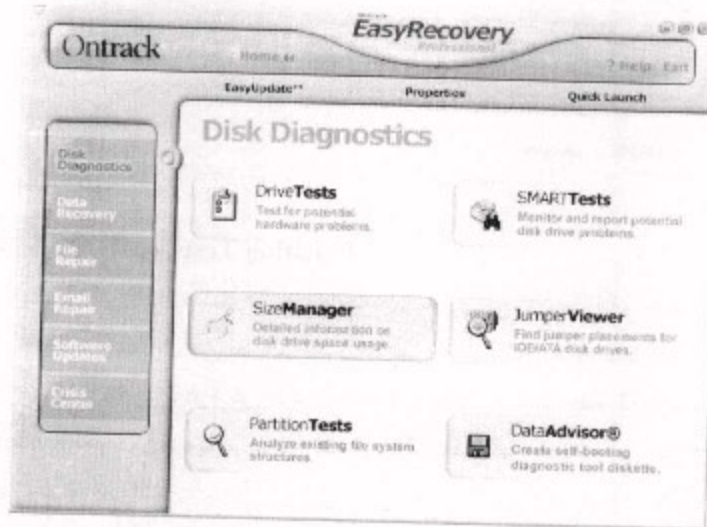 EasyRecovery
Professional
Ontrack
Home
? Help Exit
EasyUpdate
Properties
Quick Launch
Disk Diagnostics
Disk Diagnostics
Data Recovery
File Repair
Email Repair
Software Updates
Crisis Center
DriveTests
Test for potential
hardware problems.
SMARTTests
Monitor and report potential
disk drive problems.
SizeManager
Detailed information on
disk drive space usage.
JumperViewer
Find jumper placements for
IDE/ATA disk drives.
PartitionTests
Analyze existing file system
structures.
DataAdvisor®
Create self-booting
diagnostic tool diskette.